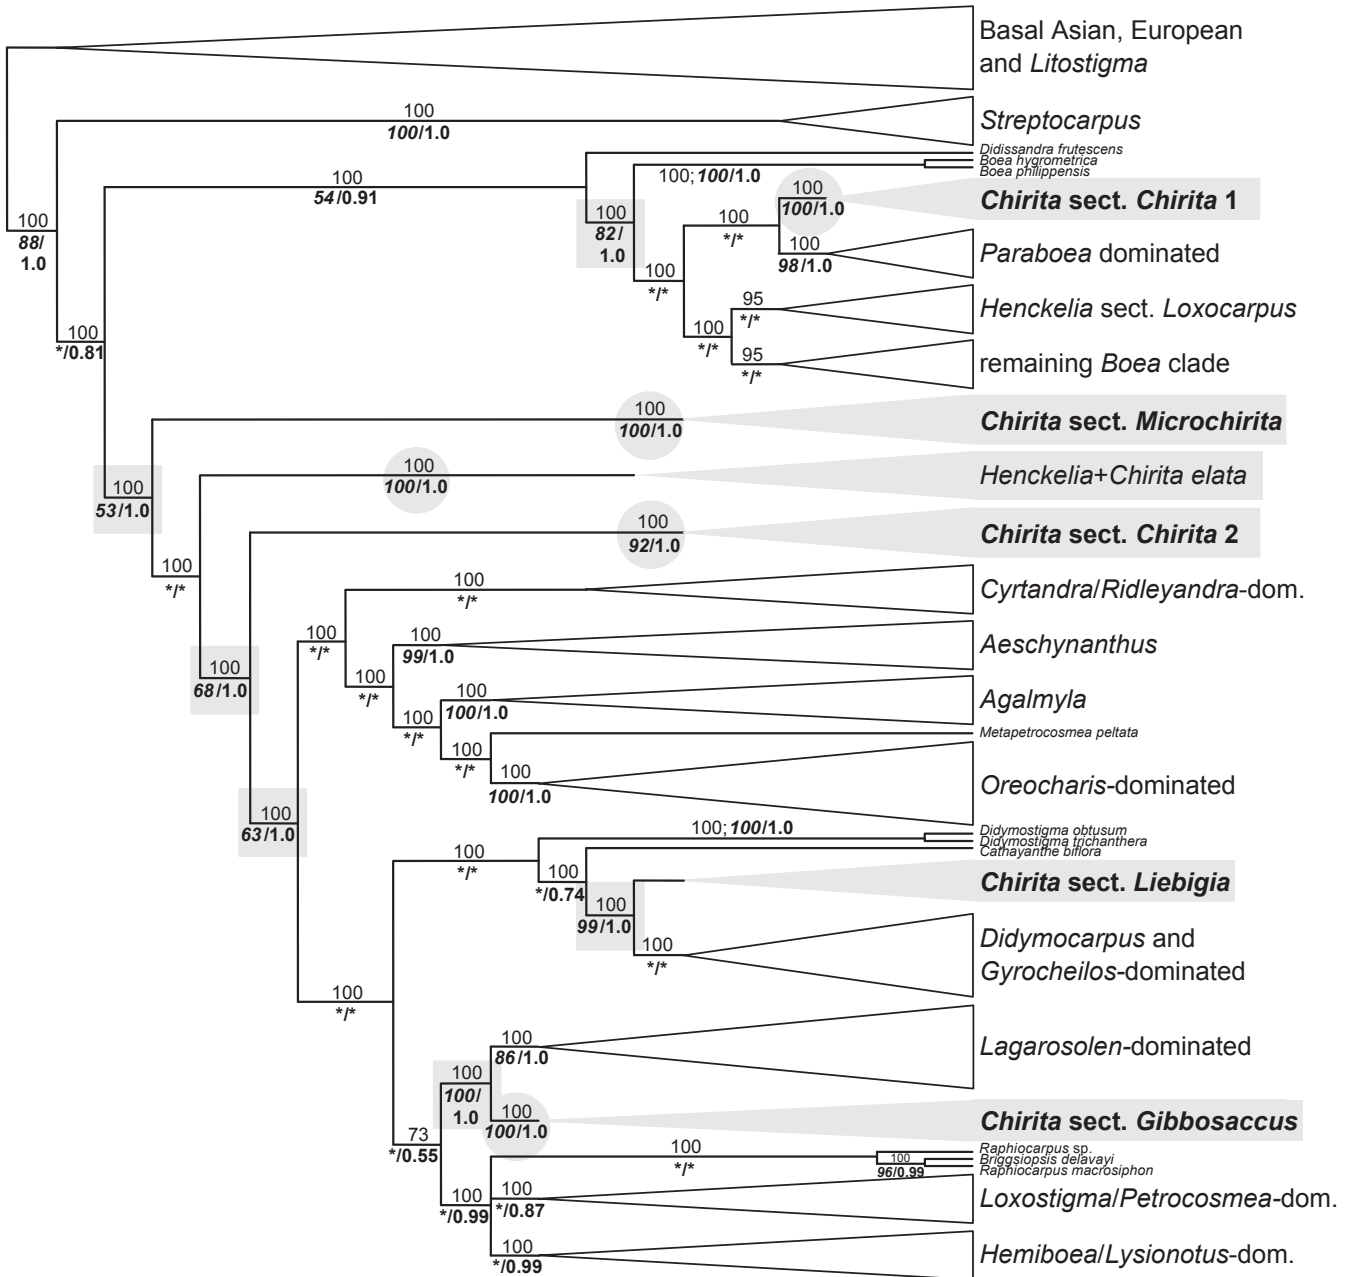 Basal Asian, European
and Litostigma
100
100/1.0
Streptocarpus
Didissandra frutescens
Boea hygrometrica
Boea philippensis
100; 100/1.0
100
54/0.91
100
100/1.0
Chirita sect. Chirita 1
100
82/
1.0
100
*/*
100
88/
1.0
100
98/1.0
Paraboea dominated
100
*/*
95
*/*
Henckelia sect. Loxocarpus
100
*/*
100
*/0.81
95
*/*
remaining Boea clade
100
100/1.0
Chirita sect. Microchirita
100
100/1.0
Henckelia+Chirita elata
100
53/1.0
100
92/1.0
Chirita sect. Chirita 2
100
*/*
100
*/*
Cyrtandra/Ridleyandra-dom.
100
*/*
100
99/1.0
Aeschynanthus
100
68/1.0
100
*/*
100
100/1.0
Agalmyla
100
*/*
Metapetrocosmea peltata
100
*/*
100
100/1.0
Oreocharis-dominated
100
63/1.0
100; 100/1.0
Didymostigma obtusum
Didymostigma trichanthera
Cathayanthe biflora
100
*/*
100
*/0.74
Chirita sect. Liebigia
100
99/1.0
100
*/*
Didymocarpus and
Gyrocheilos-dominated
100
*/*
100
86/1.0
Lagarosolen-dominated
100
100/
1.0
100
100/1.0
Chirita sect. Gibbosaccus
73
*/0.55
100
*/*
Raphiocarpus sp.
100
96/0.99
Briggsiopsis delavayi
Raphiocarpus macrosiphon
100
*/0.99
100
*/0.87
Loxostigma/Petrocosmea-dom.
100
*/0.99
Hemiboea/Lysionotus-dom.